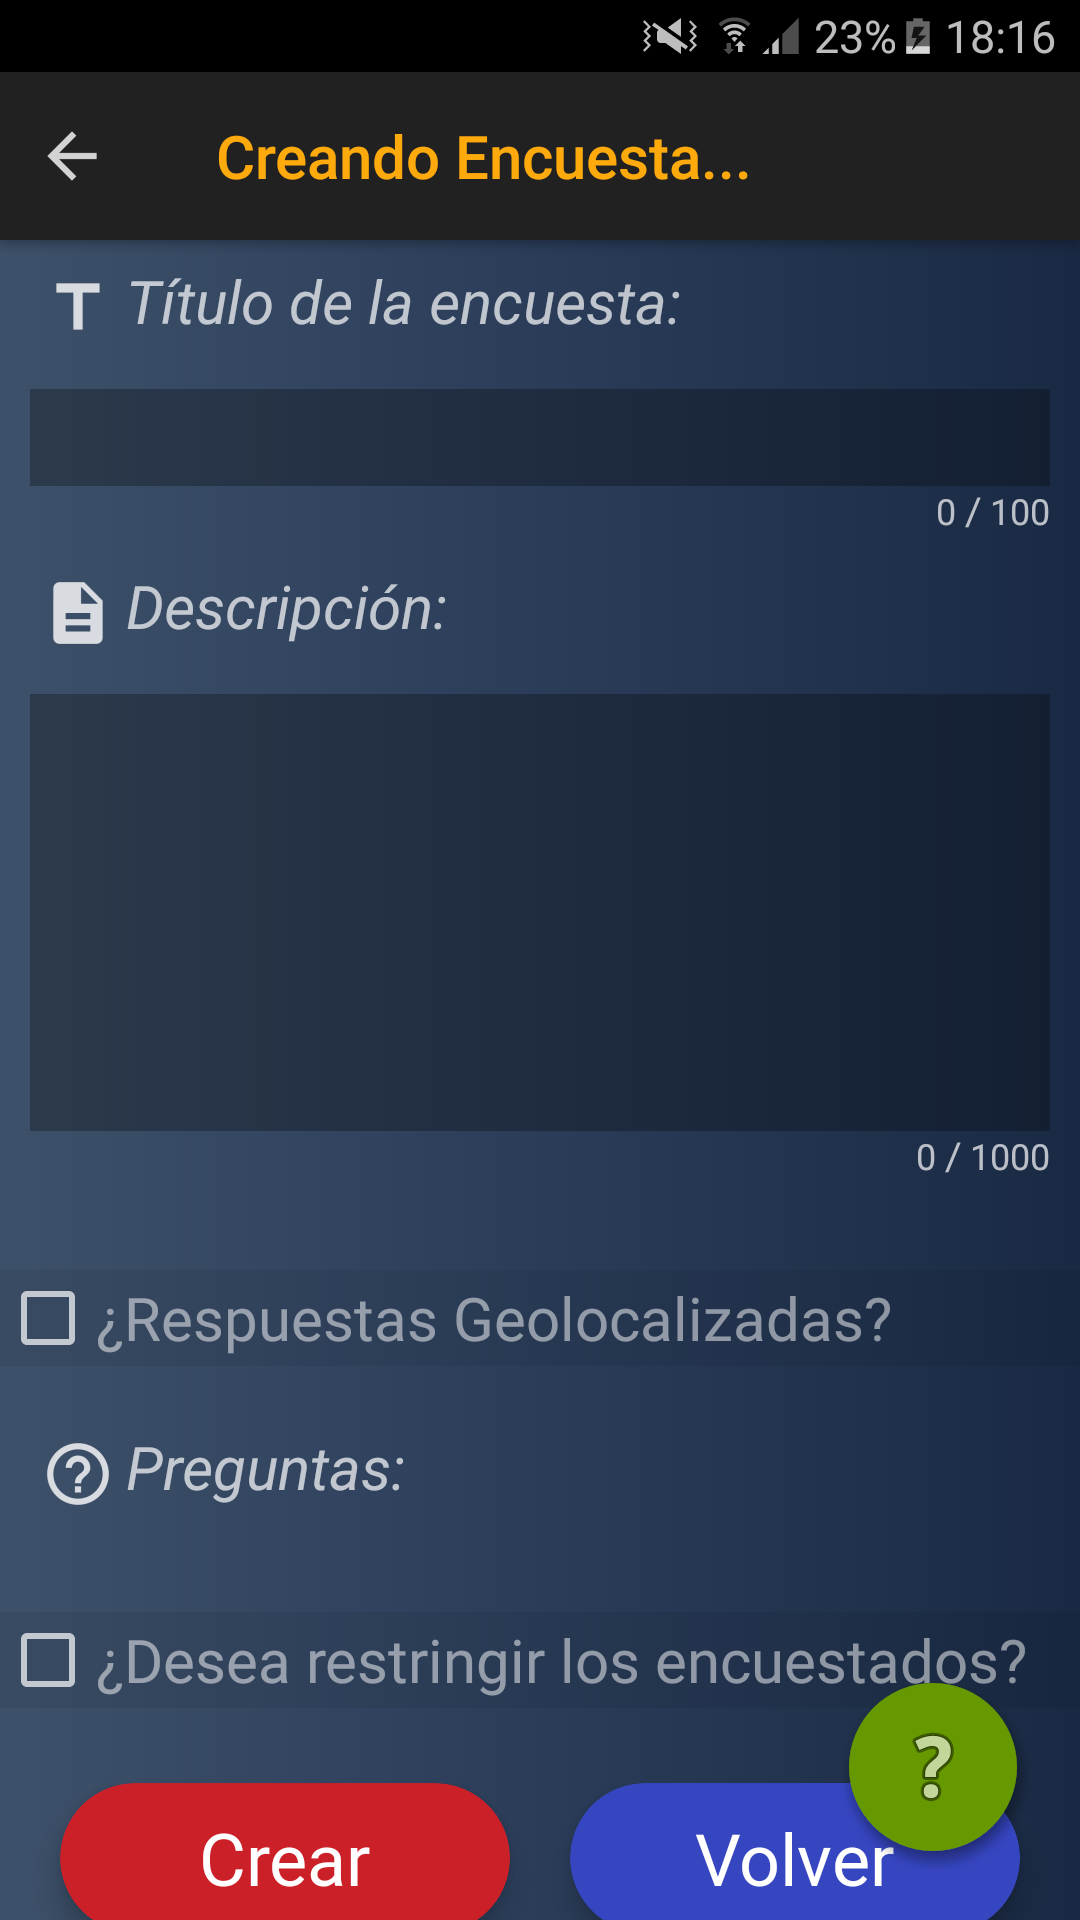 23% 18:16
Creando Encuesta...
Título de la encuesta:
0 / 100
Descripción:
0 / 1000
¿Respuestas Geolocalizadas?
Preguntas:
¿Desea restringir los encuestados?
?
Crear Volver